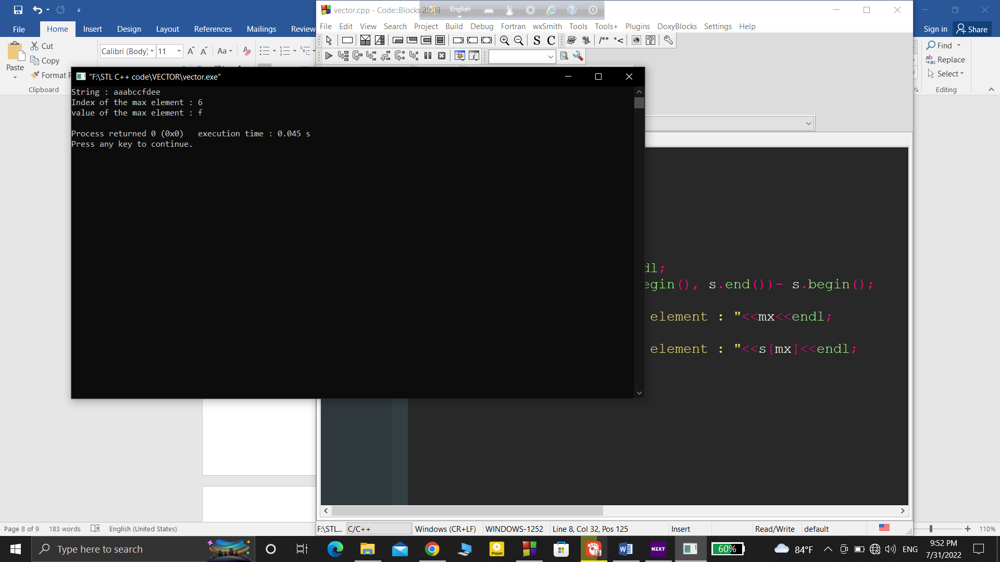 File Home Insert Design Layout References Mailings Review
Sign in Share
Cut
Copy
Paste
Format P
Clipboard
Calibri (Body) 11 Aa
Find
Replace
Select
Editing
vector.cpp - Code::Blocks 20.03
English
File Edit View Search Project Build Debug Fortran wxSmith Tools Tools+ Plugins DoxyBlocks Settings Help
S C /** *<
"F:\STL C++ code\VECTOR\vector.exe"
String : aaabccfdee
Index of the max element : 6
value of the max element : f
Process returned 0 (0x0) execution time : 0.045 s
Press any key to continue.
dl;
egin(), s.end())- s.begin();
element : "<<mx<<endl;
element : "<<s[mx]<<endl;
F:\STL... C/C++ Windows (CR+LF) WINDOWS-1252 Line 8, Col 32, Pos 125 Insert Read/Write default
Page 8 of 9 183 words English (United States) 110%
Type here to search
Player
NZXT
60%
84°F
ENG
9:52 PM
7/31/2022